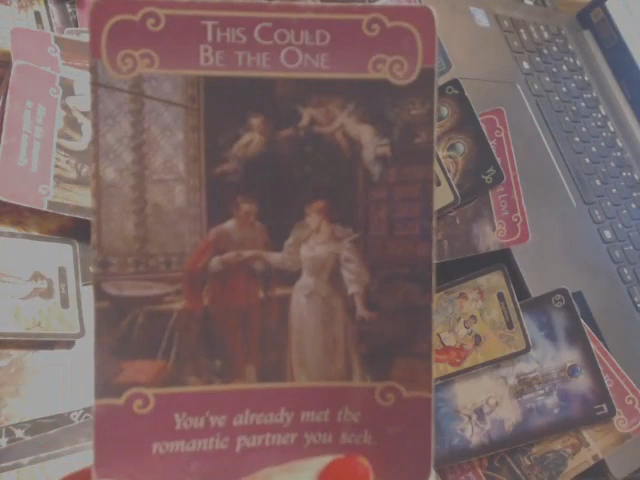 THIS COULD
BE THE ONE
You've already met the
romantic partner you seek.